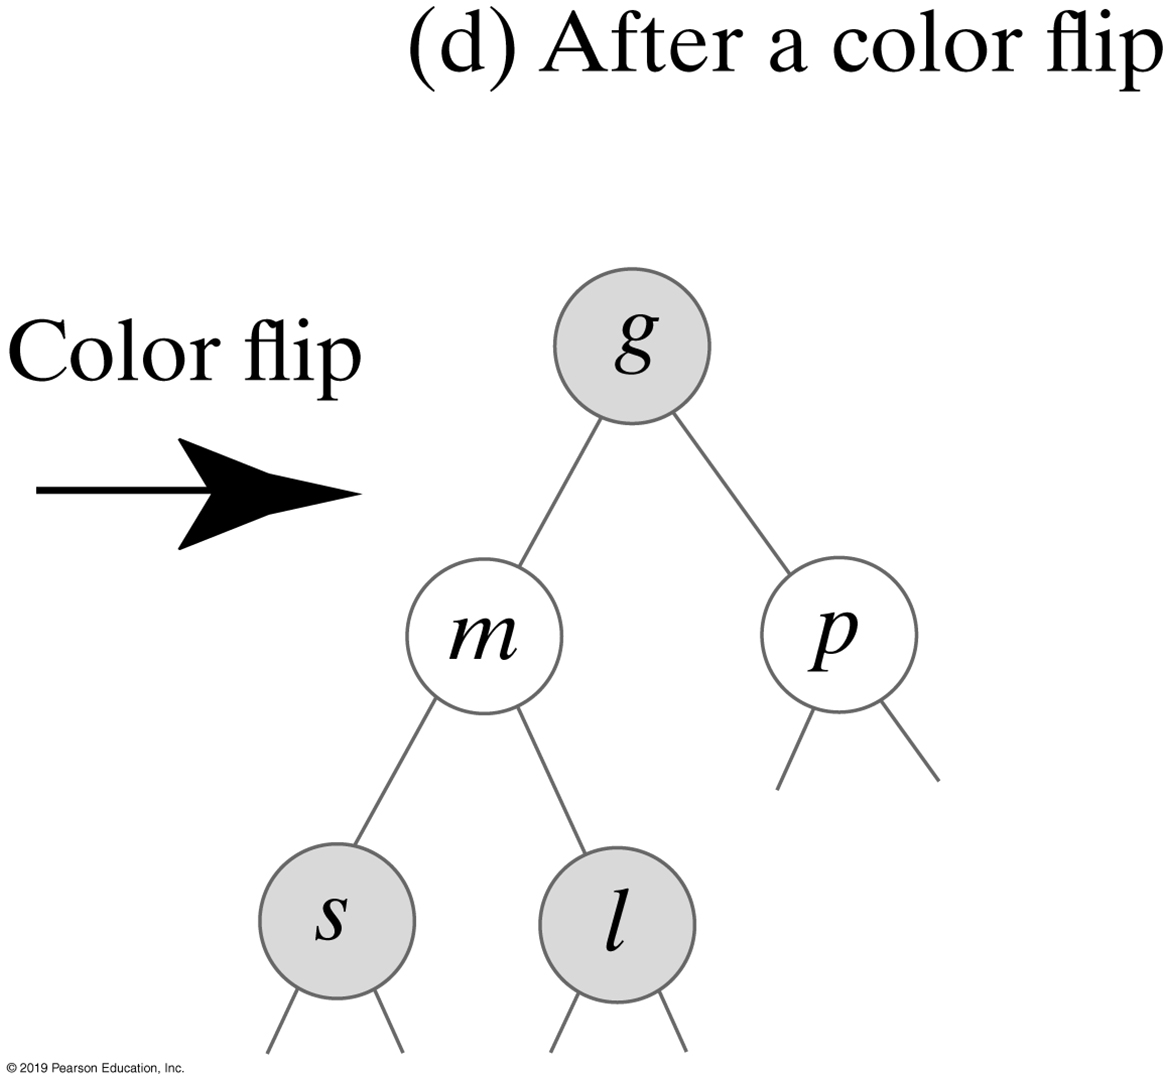 (d) After a color flip
Color flip
g
m
p
s
l
© 2019 Pearson Education, Inc.